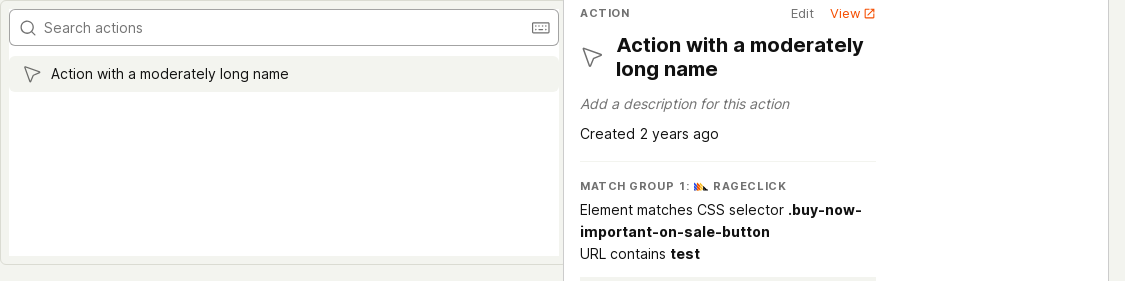 Search actions
Action with a moderately long name
ACTION
Edit
View
Action with a moderately
long name
Add a description for this action
Created 2 years ago
MATCH GROUP 1: RAGECLICK
Element matches CSS selector .buy-now-
important-on-sale-button
URL contains test